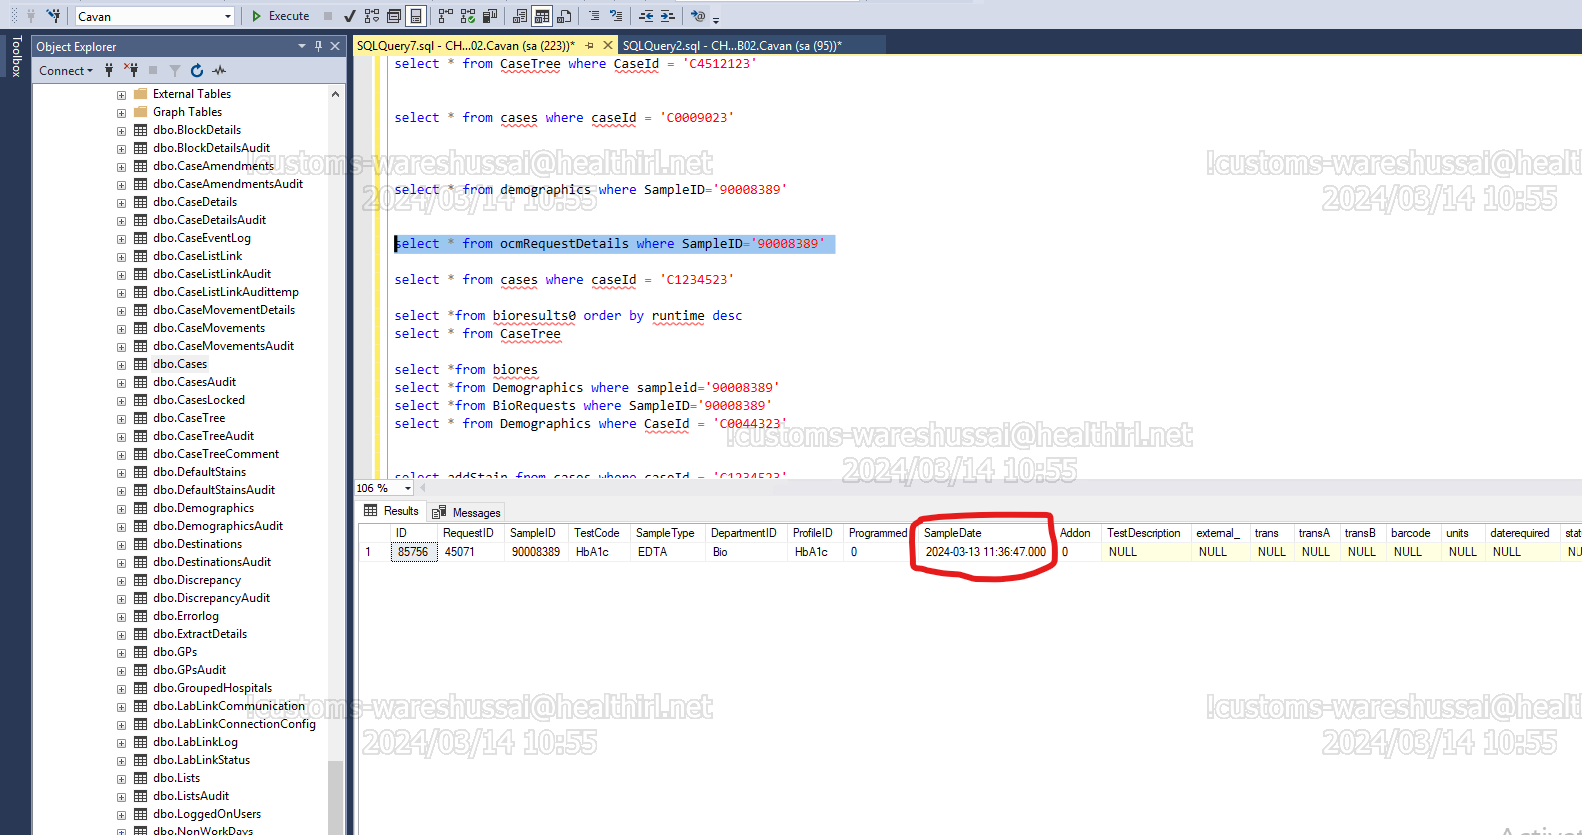 Cavan
Execute
Toolbox
Object Explorer
Connect
External Tables
Graph Tables
dbo.BlockDetails
dbo.BlockDetailsAudit
dbo.CaseAmendments
dbo.CaseAmendmentsAudit
dbo.CaseDetails
dbo.CaseDetailsAudit
dbo.CaseEventLog
dbo.CaseListLink
dbo.CaseListLinkAudit
dbo.CaseListLinkAudittemp
dbo.CaseMovementDetails
dbo.CaseMovements
dbo.CaseMovementsAudit
dbo.Cases
dbo.CasesAudit
dbo.CasesLocked
dbo.CaseTree
dbo.CaseTreeAudit
dbo.CaseTreeComment
dbo.DefaultStains
dbo.DefaultStainsAudit
dbo.Demographics
dbo.DemographicsAudit
dbo.Destinations
dbo.DestinationsAudit
dbo.Discrepancy
dbo.DiscrepancyAudit
dbo.Errorlog
dbo.ExtractDetails
dbo.GPs
dbo.GPsAudit
dbo.GroupedHospitals
dbo.LabLinkCommunication
dbo.LabLinkConnectionConfig
dbo.LabLinkLog
dbo.LabLinkStatus
dbo.Lists
dbo.ListsAudit
dbo.LoggedOnUsers
dbo.NonWorkDays
SQLQuery7.sql - CH...02.Cavan (sa (223))* SQLQuery2.sql - CH...B02.Cavan (sa (95))*
select * from CaseTree where CaseId = 'C4512123'
select * from cases where caseId = 'C0009023'
select * from demographics where SampleID='90008389'
select * from ocmRequestDetails where SampleID='90008389'
select * from cases where caseId = 'C1234523'
select *from bioresults0 order by runtime desc
select * from CaseTree
select *from biores
select *from Demographics where sampleid='90008389'
select *from BioRequests where SampleID='90008389'
select * from Demographics where CaseId = 'C0044323'
select addStain from cases where caseId = 'C1234523'
106 %
Results Messages
ID RequestID SampleID TestCode SampleType DepartmentID ProfileID Programmed SampleDate Addon TestDescription external_ trans transA transB barcode units daterequired stat
1 85756 45071 90008389 HbA1c EDTA Bio HbA1c 0 2024-03-13 11:36:47.000 0 NULL NULL NULL NULL NULL NULL NULL NULL NU
!customs-wareshussai@healthirl.net
2024/03/14 10:55
!customs-wareshussai@healthirl
2024/03/14 10:55
!customs-wareshussai@healthirl.net
2024/03/14 10:55
!customs-wareshussai@healthirl.net
2024/03/14 10:55
!customs-wareshussai@healthirl
2024/03/14 10:55